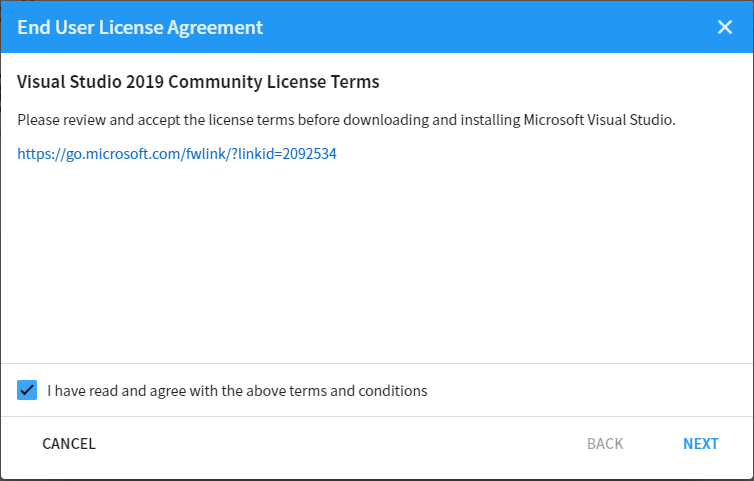 End User License Agreement
Visual Studio 2019 Community License Terms
Please review and accept the license terms before downloading and installing Microsoft Visual Studio.
https://go.microsoft.com/fwlink/?linkid=2092534
I have read and agree with the above terms and conditions
CANCEL
BACK
NEXT